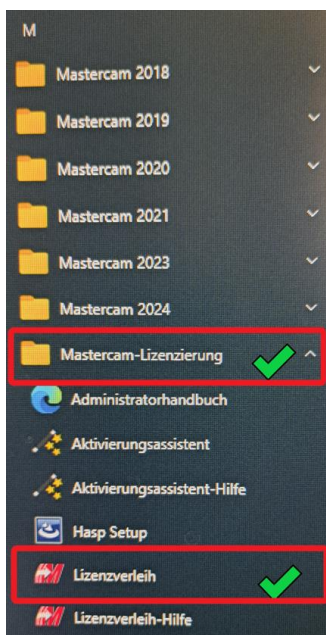 M
Mastercam 2018
Mastercam 2019
Mastercam 2020
Mastercam 2021
Mastercam 2023
Mastercam 2024
Mastercam-Lizenzierung
Administratorhandbuch
Aktivierungsassistent
Aktivierungsassistent-Hilfe
Hasp Setup
Lizenzverleih
Lizenzverleih-Hilfe